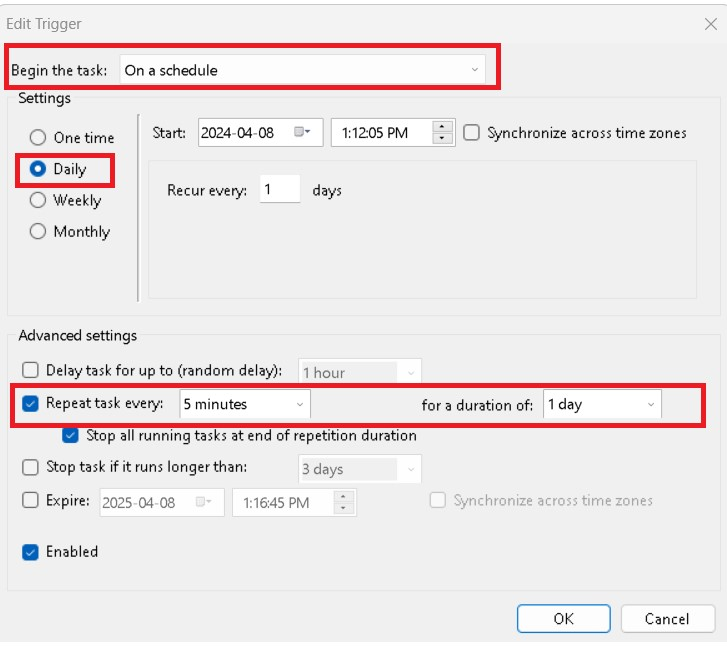 Edit Trigger
Begin the task: On a schedule
Settings
One time
Daily
Weekly
Monthly
Start: 2024-04-08 1:12:05 PM Synchronize across time zones
Recur every: 1 days
Advanced settings
Delay task for up to (random delay): 1 hour
Repeat task every: 5 minutes for a duration of: 1 day
Stop all running tasks at end of repetition duration
Stop task if it runs longer than: 3 days
Expire: 2025-04-08 1:16:45 PM Synchronize across time zones
Enabled
OK Cancel